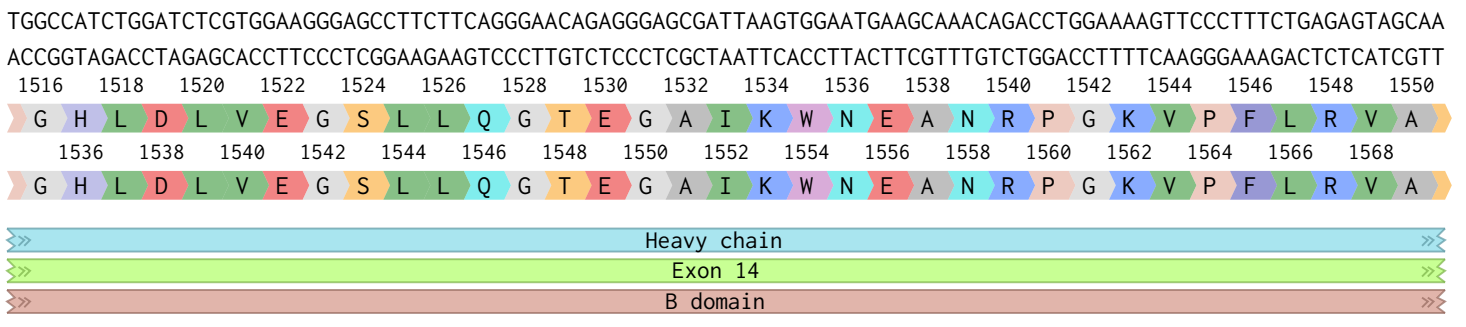 TGGCCATCTGGATCTCGTGGAAGGGAGCCTTCTTCAGGGAACAGAGGGAGCGATTAAGTGGAATGAAGCAAACAGACCTGGAAAAGTTCCCTTTCTGAGAGTAGCAA
ACCGGTAGACCTAGAGCACCTTCCCTCGGAAGAAGTCCCTTGTCTCCCTCGCTAATTCACCTTACTTCGTTTGTCTGGACCTTTTCAAGGGAAAGACTCTCATCGTT
1516 1518 1520 1522 1524 1526 1528 1530 1532 1534 1536 1538 1540 1542 1544 1546 1548 1550
G H L D L V E G S L L Q G T E G A I K W N E A N R P G K V P F L R V A
1536 1538 1540 1542 1544 1546 1548 1550 1552 1554 1556 1558 1560 1562 1564 1566 1568
G H L D L V E G S L L Q G T E G A I K W N E A N R P G K V P F L R V A
Heavy chain
Exon 14
B domain